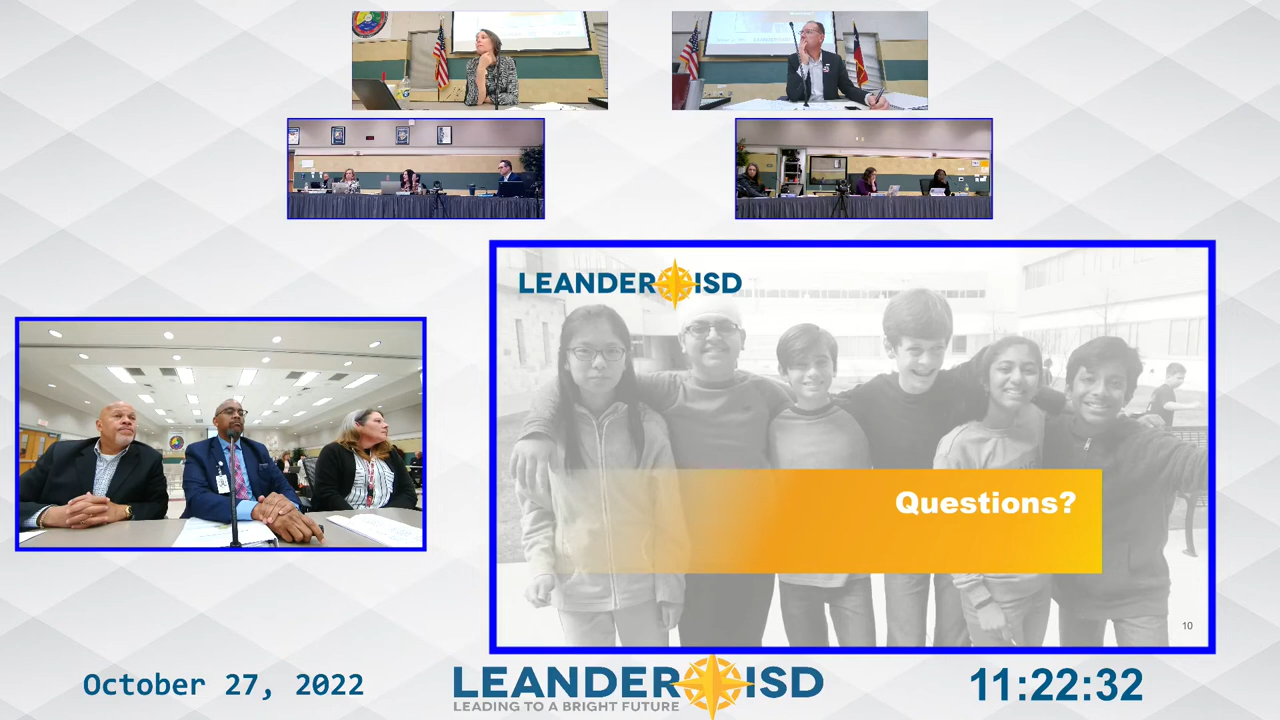 LEANDER ISD
Questions?
10
October 27, 2022
LEANDER ISD
LEADING TO A BRIGHT FUTURE
11:22:32